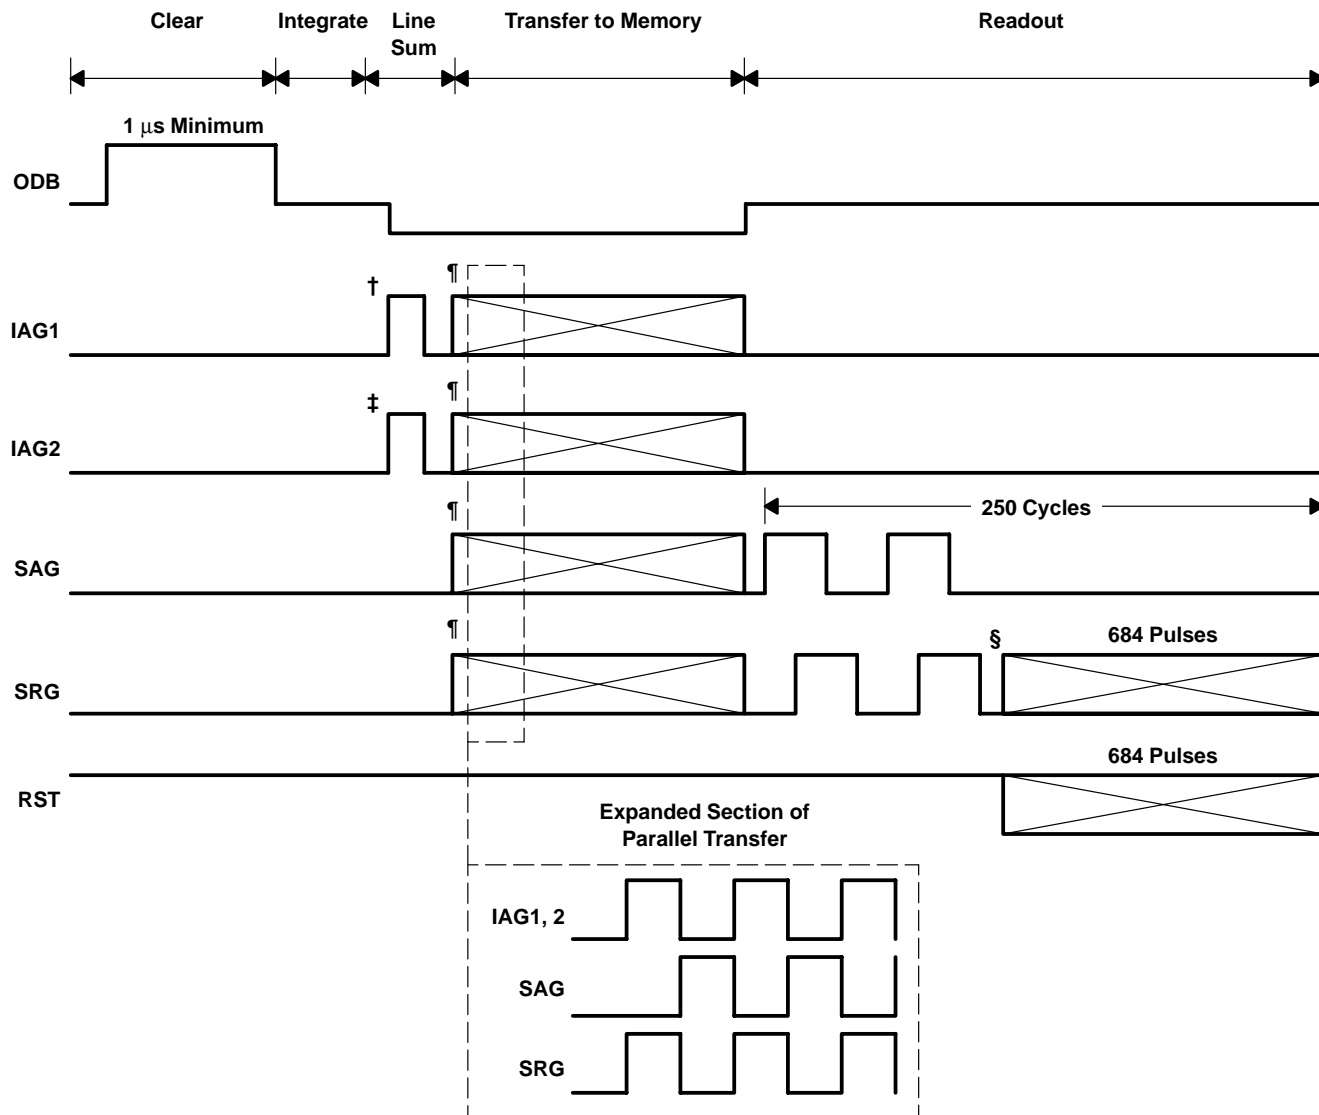 Clear
Integrate
Line
Sum
Transfer to Memory
Readout
1 μs Minimum
ODB
†
¶
IAG1
‡
¶
IAG2
¶
250 Cycles
SAG
¶
§
684 Pulses
SRG
684 Pulses
RST
Expanded Section of
Parallel Transfer
IAG1, 2
SAG
SRG